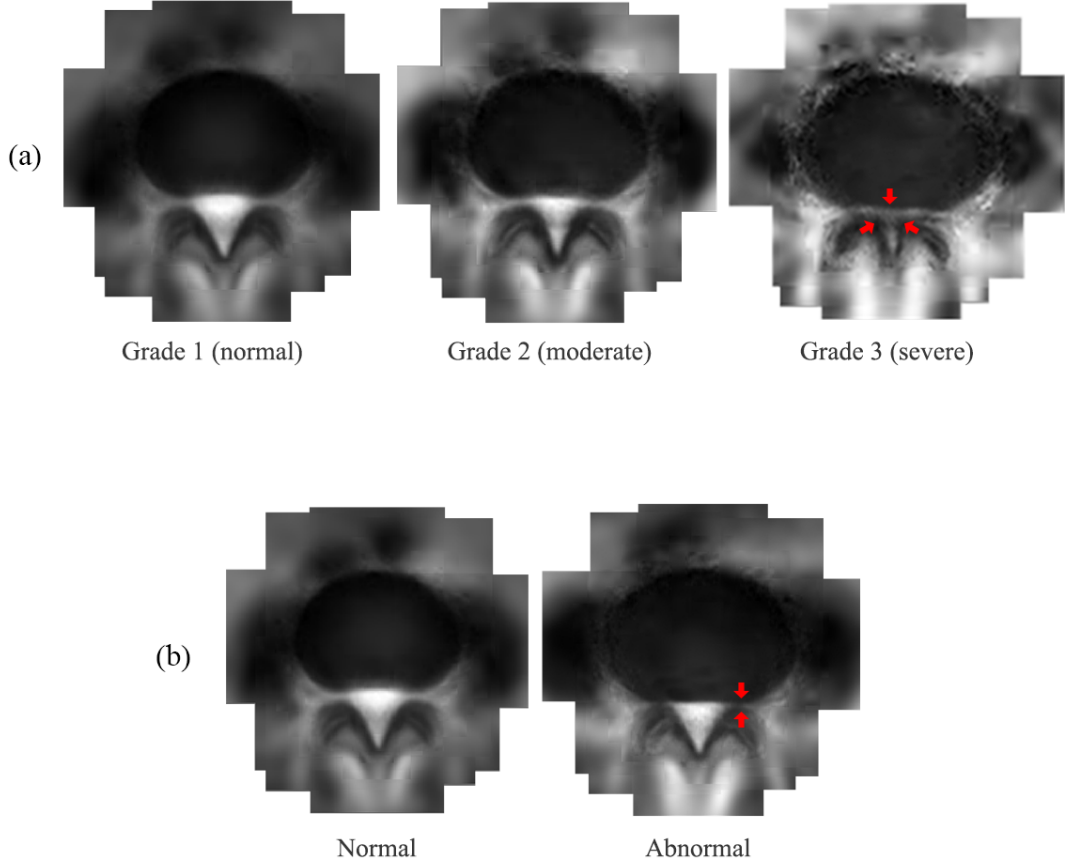 (a)
Grade 1 (normal)
Grade 2 (moderate)
Grade 3 (severe)
(b)
Normal
Abnormal